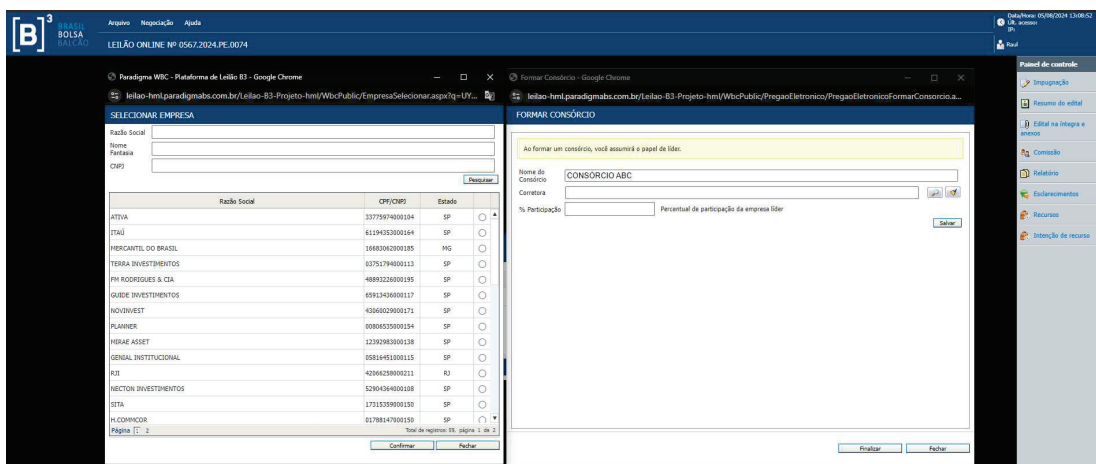 [B]³ BRASIL
BOLSA
BALCÃO
Arquivo Negociação Ajuda
LEILÃO ONLINE Nº 0567.2024.PE.0074
Data/Hora: 05/08/2024 13:08:52
Últ. acesso:
IP:
Raul
Paradigma WBC - Plataforma de Leilão B3 - Google Chrome
leilao-hml.paradigmabs.com.br/Leilao-B3-Projeto-hml/WbcPublic/EmpresaSelecionar.aspx?q=UY...
SELECIONAR EMPRESA
Razão Social
Nome
Fantasia
CNPJ
Pesquisar
Razão Social CPF/CNPJ Estado
ATIVA 33775974000104 SP
ITAÚ 61194353000164 SP
MERCANTIL DO BRASIL 16683062000185 MG
TERRA INVESTIMENTOS 03751794000113 SP
FM RODRIGUES & CIA 48893226000195 SP
GUIDE INVESTIMENTOS 65913436000117 SP
NOVINVEST 43060029000171 SP
PLANNER 00806535000154 SP
MIRAE ASSET 12392983000138 SP
GENIAL INSTITUCIONAL 05816451000115 SP
RJI 42066258000211 RJ
NECTON INVESTIMENTOS 52904364000108 SP
SITA 17315359000150 SP
H.COMMCOR 01788147000150 SP
Página 1 2 Total de registros: 59, página 1 de 2
Confirmar Fechar
Formar Consórcio - Google Chrome
leilao-hml.paradigmabs.com.br/Leilao-B3-Projeto-hml/WbcPublic/PregaoEletronico/PregaoEletronicoFormarConsorcio.a...
FORMAR CONSÓRCIO
Ao formar um consórcio, você assumirá o papel de líder.
Nome do
Consórcio CONSÓRCIO ABC
Corretora
% Participação Percentual de participação da empresa líder
Salvar
Finalizar Fechar
Painel de controle
Impugnação
Resumo do edital
Edital na íntegra e
anexos
Comissão
Relatório
Esclarecimentos
Recursos
Intenção de recurso